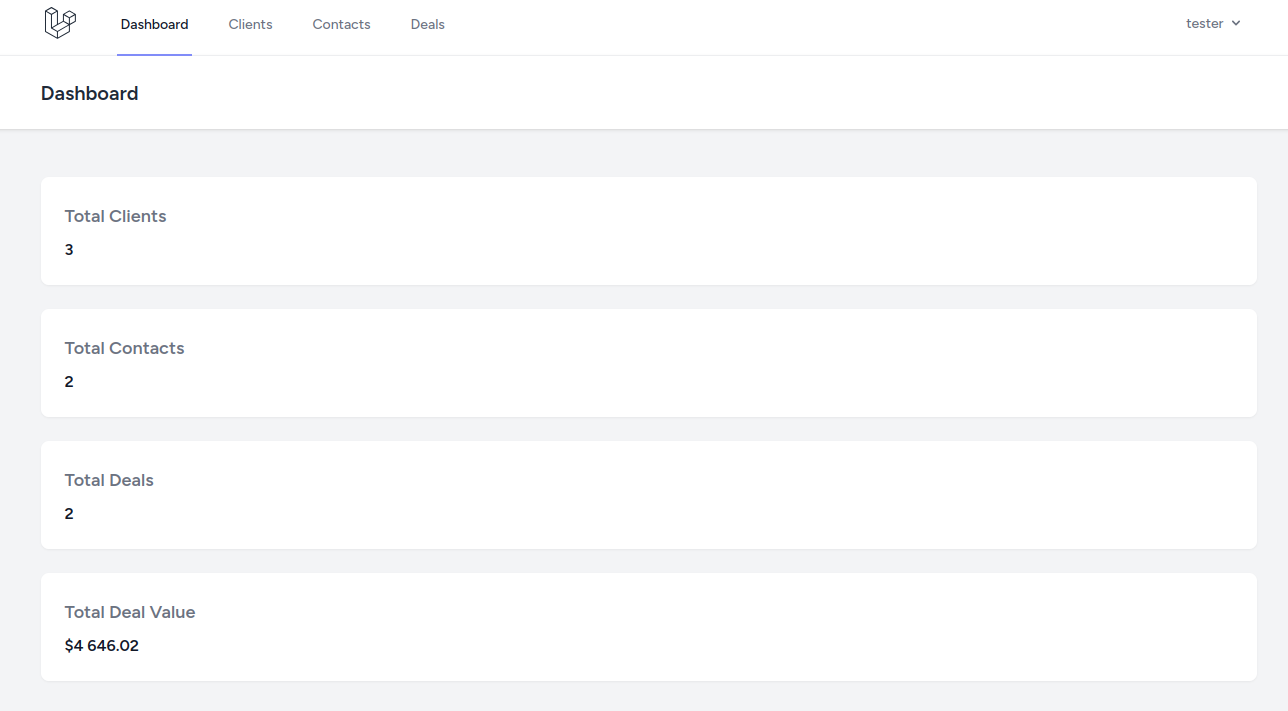 Dashboard Clients Contacts Deals tester
Dashboard
Total Clients
3
Total Contacts
2
Total Deals
2
Total Deal Value
$4 646.02